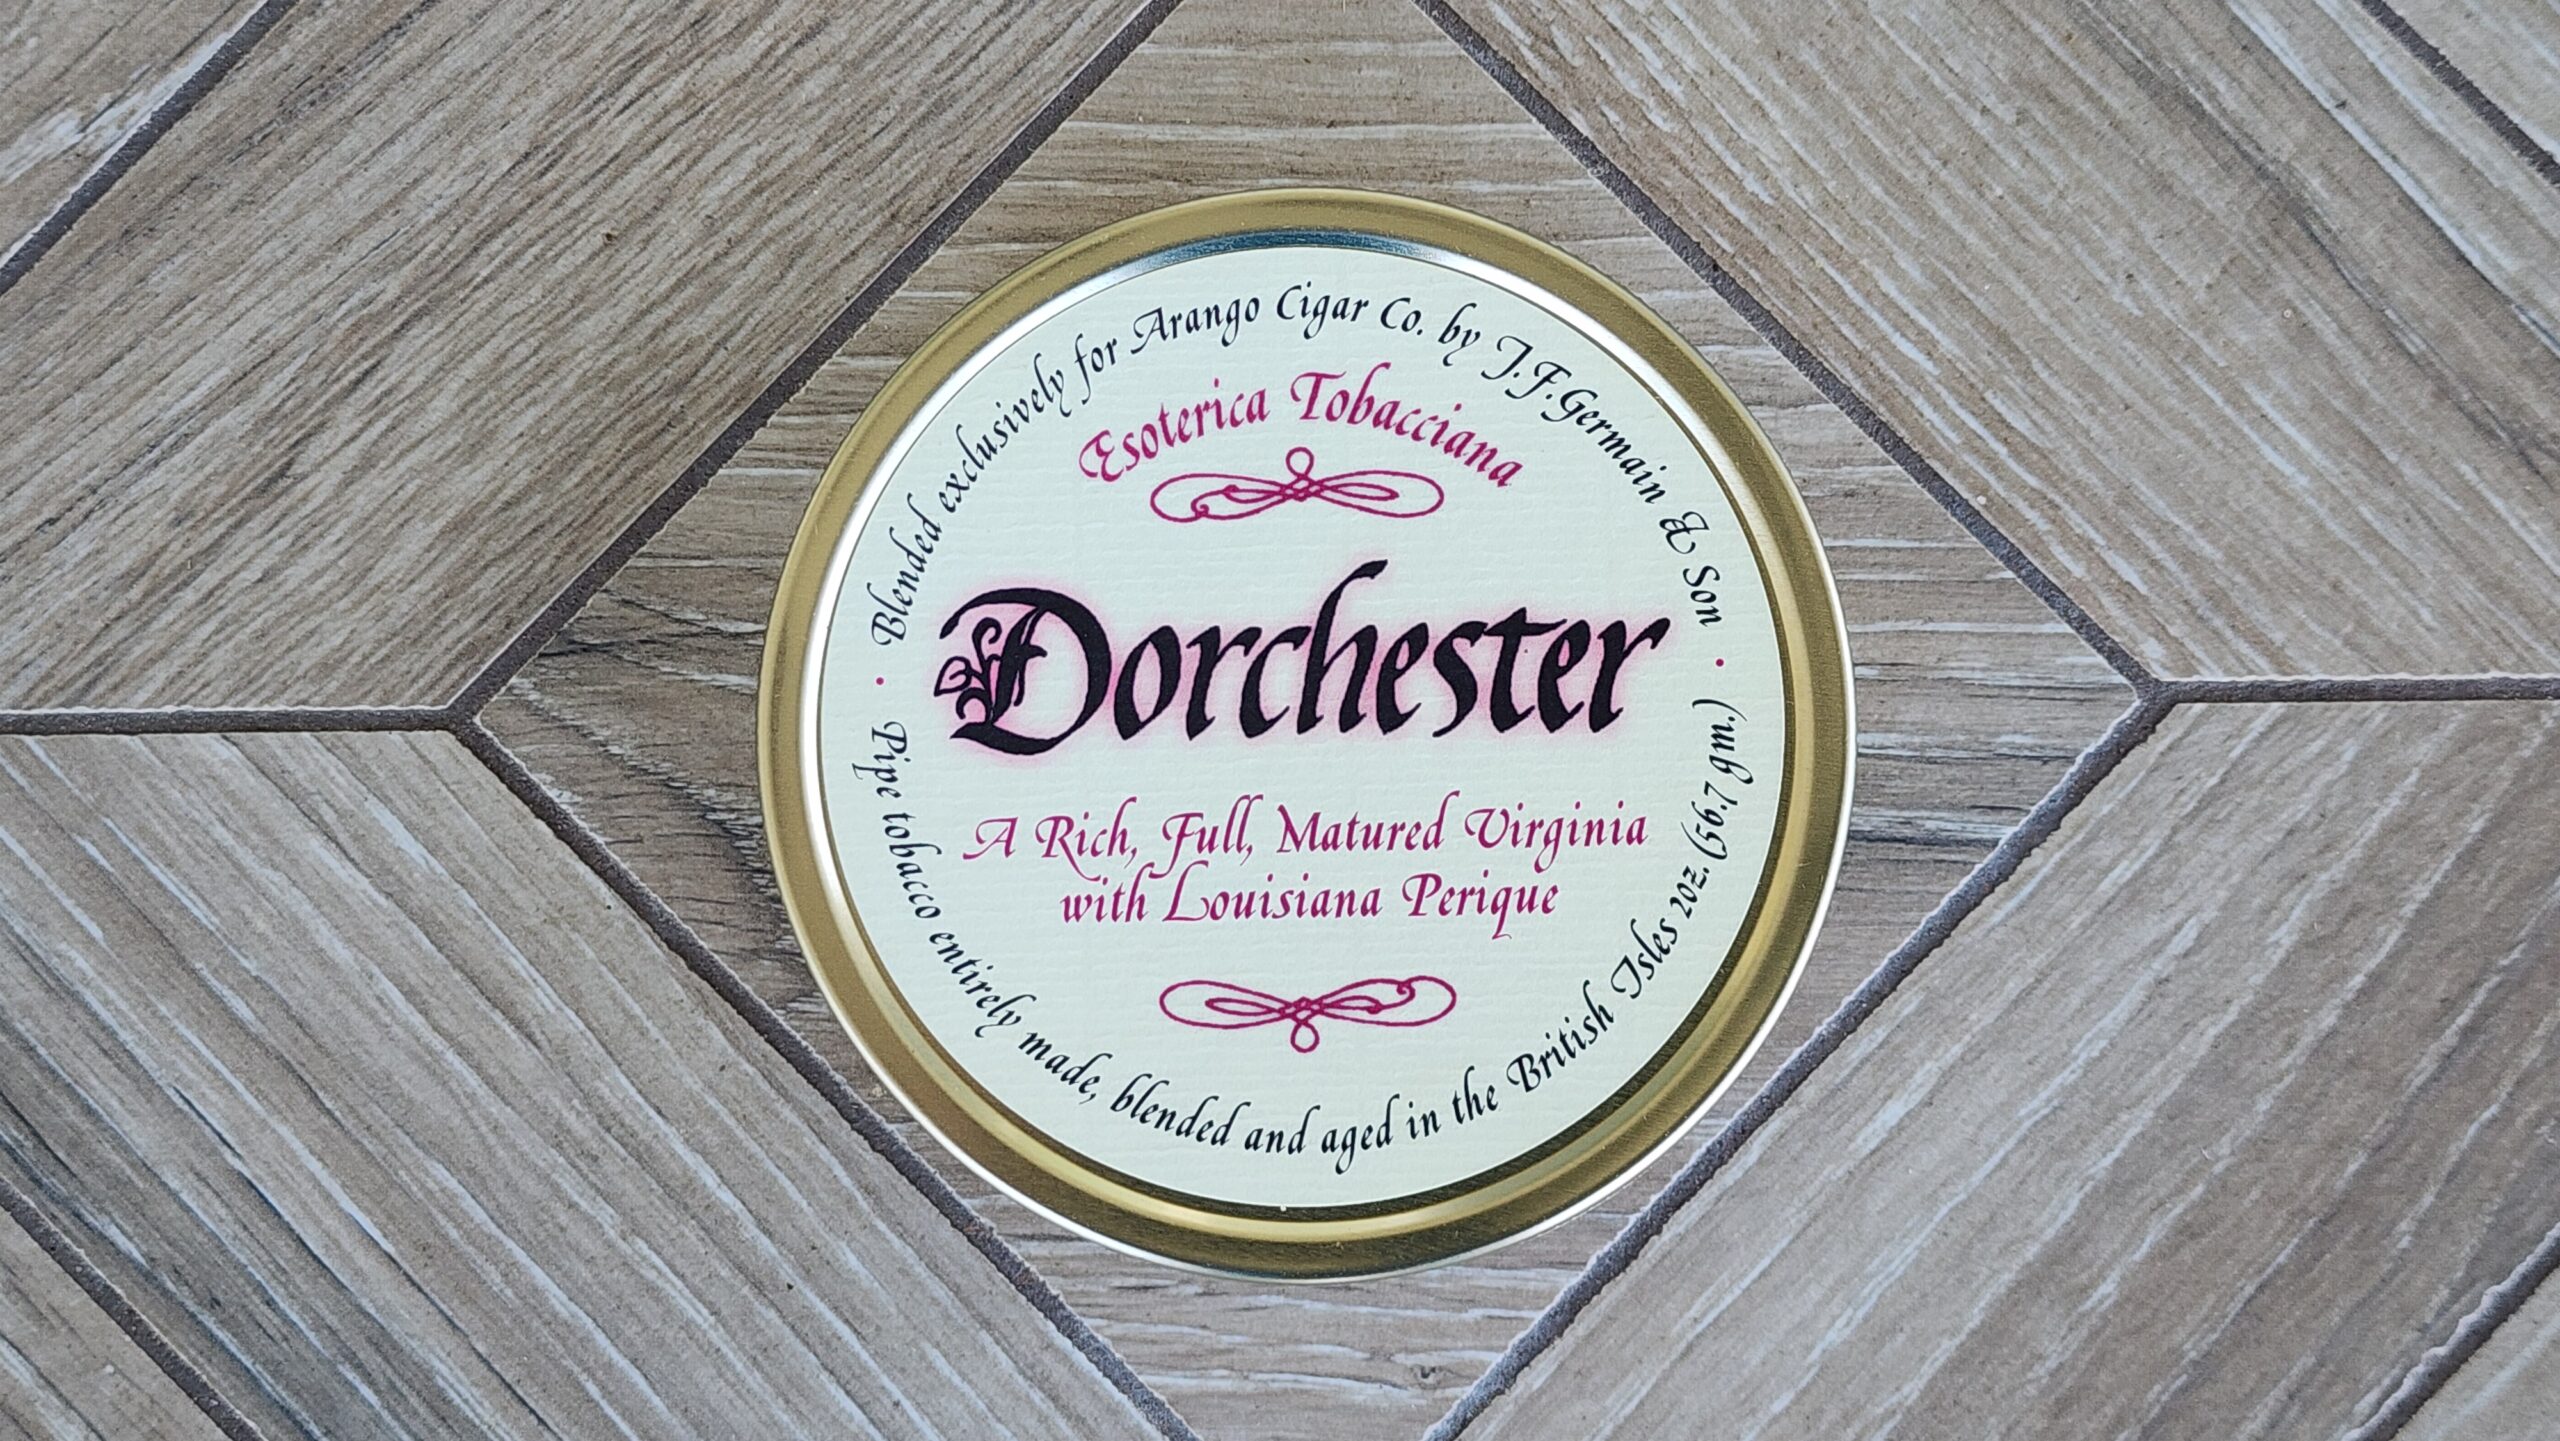 Blended exclusively for Arango Cigar Co. by J.F.Germain & Son
Esoterica Tobacciana
Dorchester
A Rich, Full, Matured Virginia
with Louisiana Perique
Pipe tobacco entirely made, blended and aged in the British Isles 2oz. (56.7 gm.)